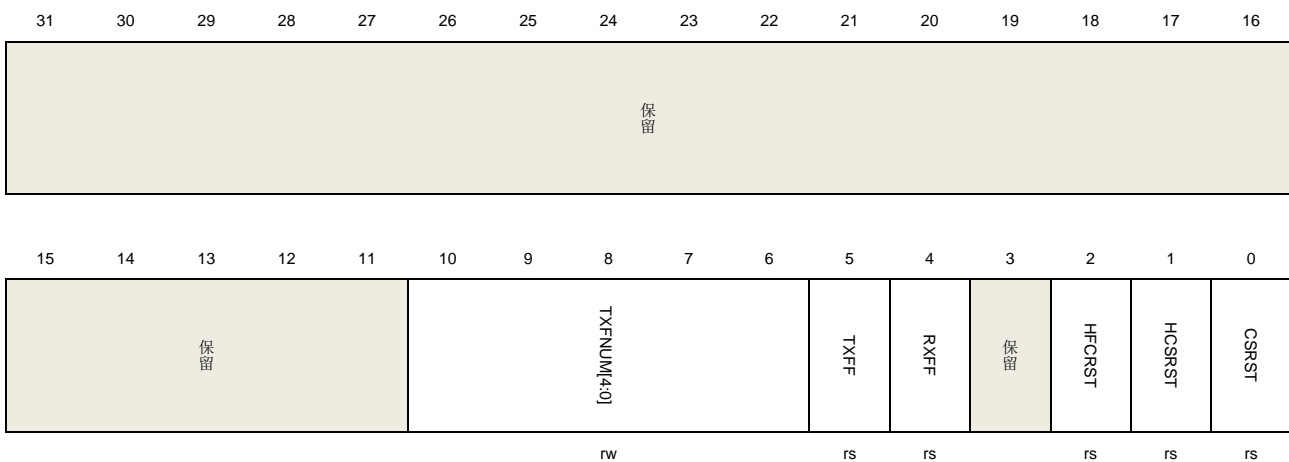 31 30 29 28 27 26 25 24 23 22 21 20 19 18 17 16
保留
15 14 13 12 11 10 9 8 7 6 5 4 3 2 1 0
保留 TXFNUM[4:0] TXFF RXFF 保留 HFCRST HCSRST CSRST
rw rs rs rs rs rs